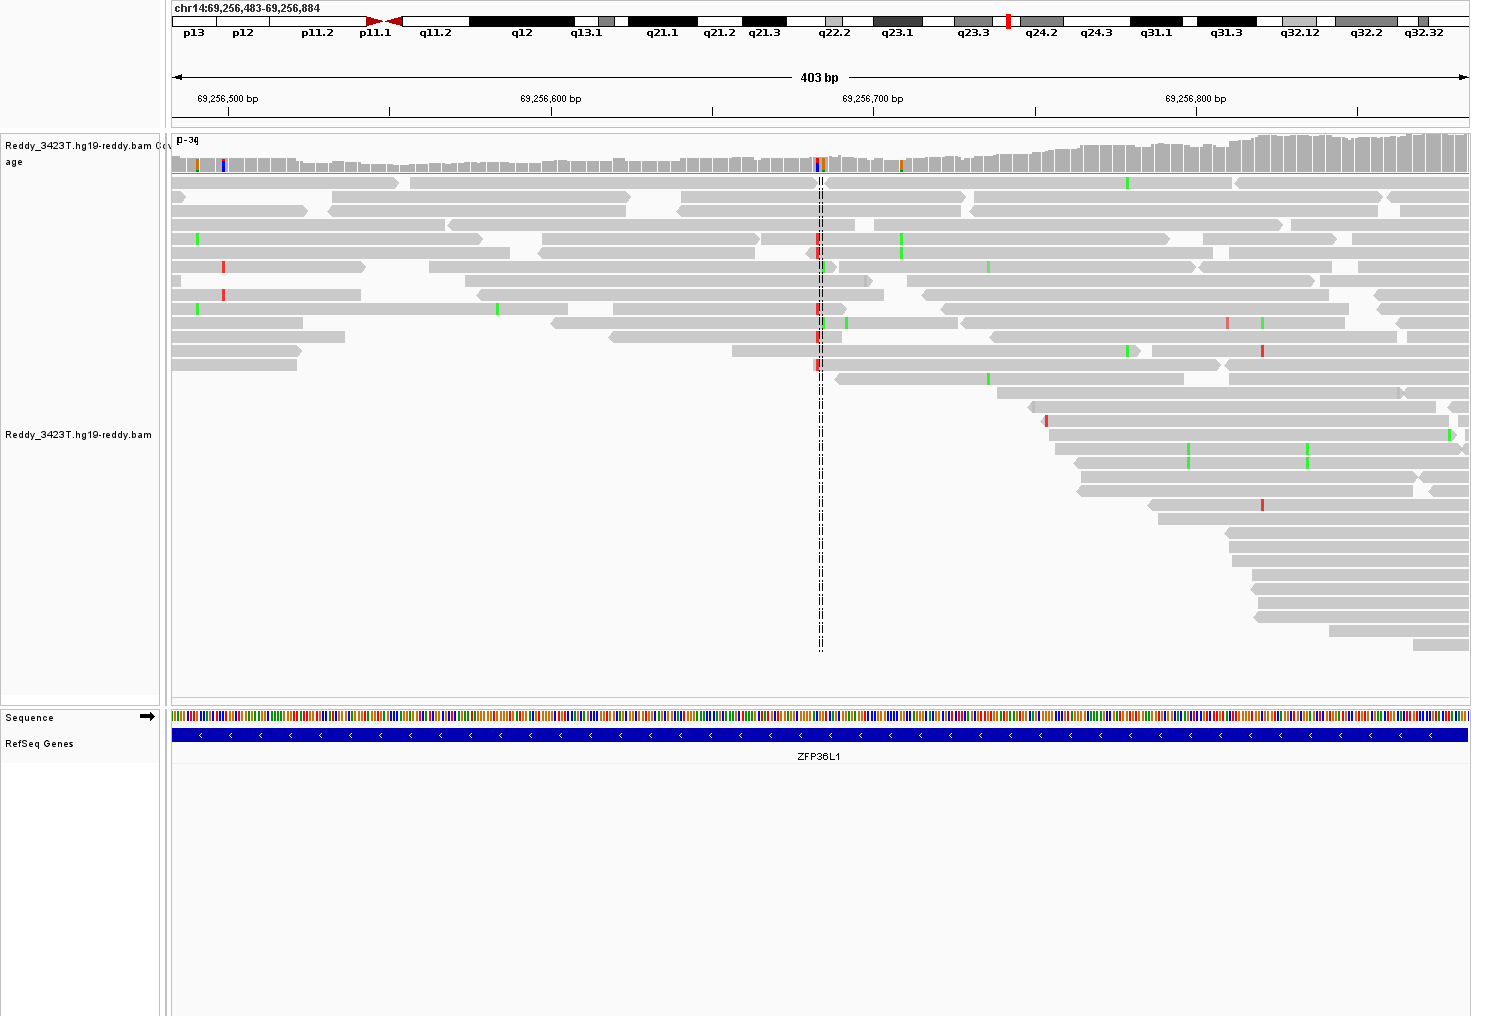 chr14:69,256,483-69,256,884
p13 p12 p11.2 p11.1 q11.2 q12 q13.1 q21.1 q21.2 q21.3 q22.2 q23.1 q23.3 q24.2 q24.3 q31.1 q31.3 q32.12 q32.2 q32.32
403 bp
69,256,500 bp 69,256,600 bp 69,256,700 bp 69,256,800 bp
Reddy_3423T.hg19-reddy.bam Cov
age
Reddy_3423T.hg19-reddy.bam
Sequence
RefSeq Genes
ZFP36L1